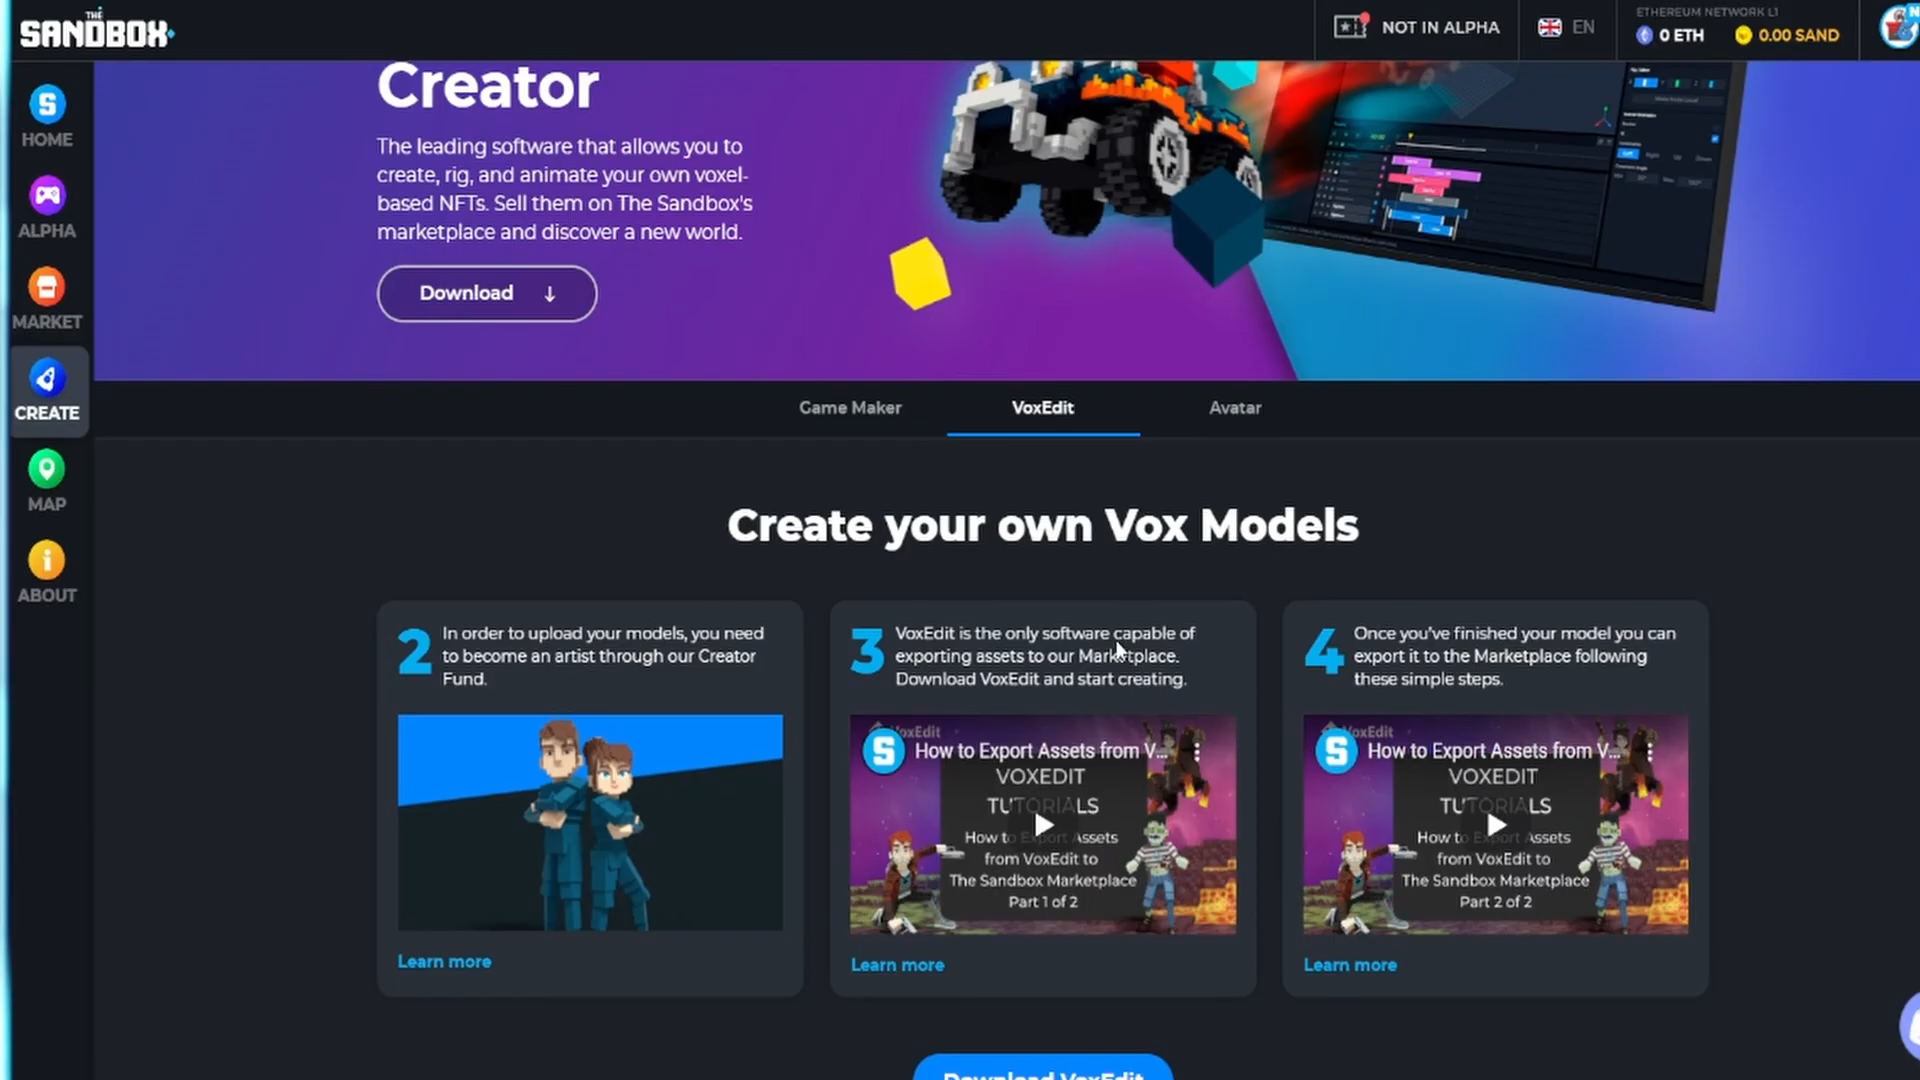 THE
SANDBOX
NOT IN ALPHA
EN
ETHEREUM NETWORK L1
0 ETH
0.00 SAND
HOME
ALPHA
MARKET
CREATE
MAP
ABOUT
Creator
The leading software that allows you to
create, rig, and animate your own voxel-
based NFTs. Sell them on The Sandbox's
marketplace and discover a new world.
Download
Game Maker
VoxEdit
Avatar
Create your own Vox Models
2
In order to upload your models, you need
to become an artist through our Creator
Fund.
Learn more
3
VoxEdit is the only software capable of
exporting assets to our Marketplace.
Download VoxEdit and start creating.
VoxEdit
How to Export Assets from V...
VOXEDIT
TUTORIALS
How to Export Assets
from VoxEdit to
The Sandbox Marketplace
Part 1 of 2
Learn more
4
Once you've finished your model you can
export it to the Marketplace following
these simple steps.
VoxEdit
How to Export Assets from V...
VOXEDIT
TUTORIALS
How to Export Assets
from VoxEdit to
The Sandbox Marketplace
Part 2 of 2
Learn more
Download VoxEdit